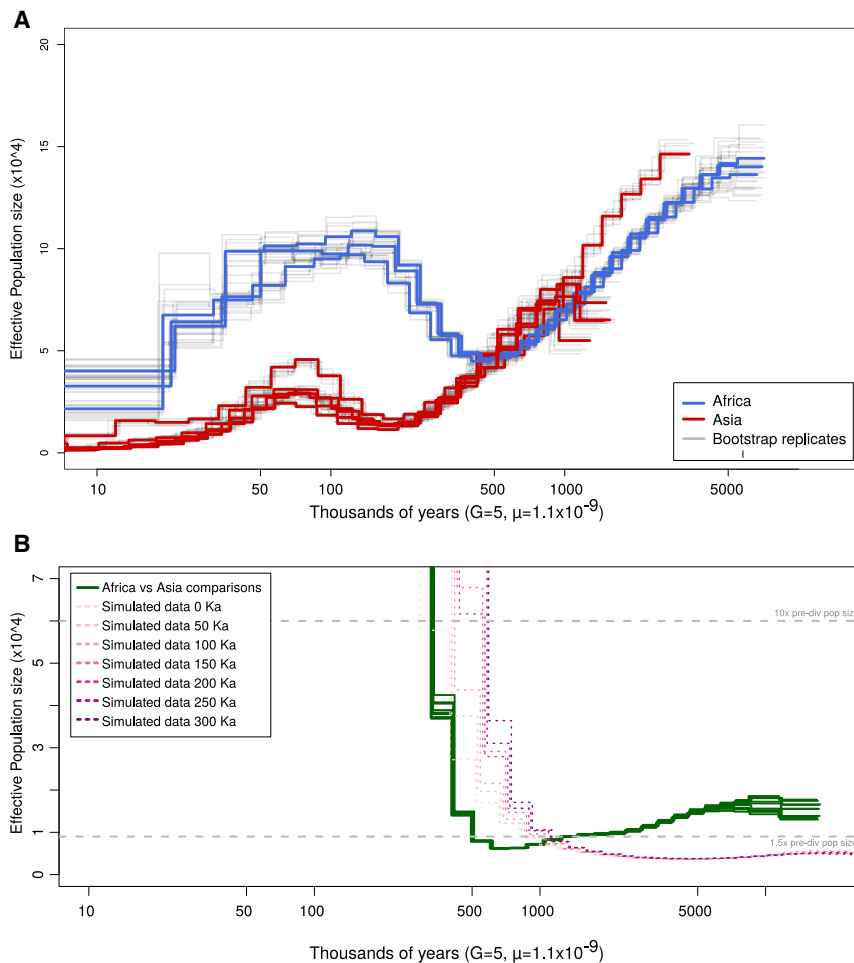 A
Effective Population size (x10^4)
20
15
10
5
0
Africa
Asia
Bootstrap replicates
10 50 100 500 1000 5000
Thousands of years (G=5, μ=1.1x10-9)
B
Effective Population size (x10^4)
7
5
3
1
0
Africa vs Asia comparisons
Simulated data 0 Ka
Simulated data 50 Ka
Simulated data 100 Ka
Simulated data 150 Ka
Simulated data 200 Ka
Simulated data 250 Ka
Simulated data 300 Ka
10x pre-div pop size
1.5x pre-div pop size
10 50 100 500 1000 5000
Thousands of years (G=5, μ=1.1x10-9)